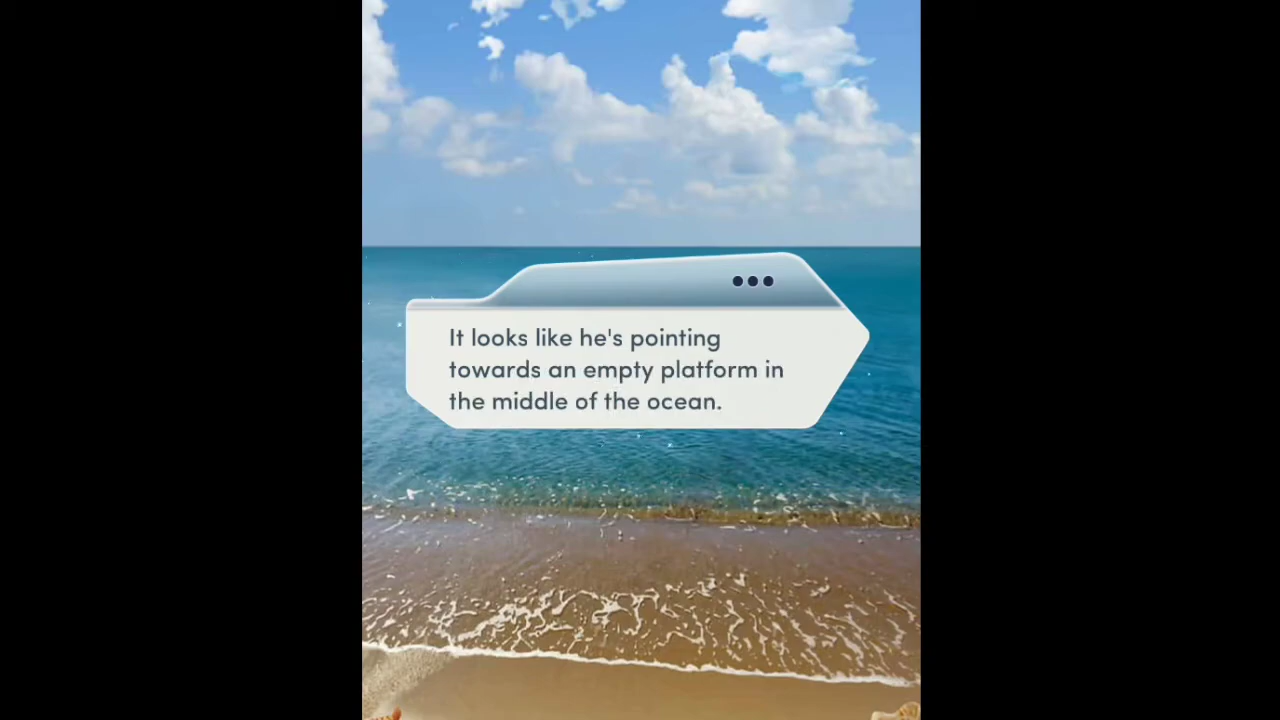 It looks like he's pointing
towards an empty platform in
the middle of the ocean.